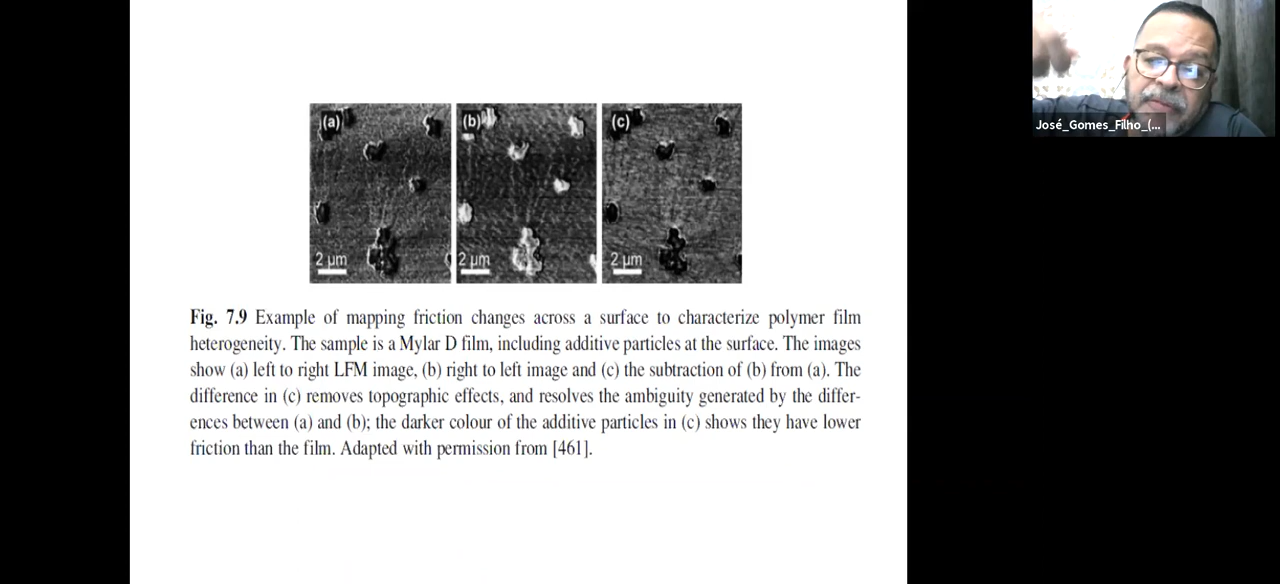 (a) (b) (c)
2 μm 2 μm 2 μm
Fig. 7.9 Example of mapping friction changes across a surface to characterize polymer film
heterogeneity. The sample is a Mylar D film, including additive particles at the surface. The images
show (a) left to right LFM image, (b) right to left image and (c) the subtraction of (b) from (a). The
difference in (c) removes topographic effects, and resolves the ambiguity generated by the differ-
ences between (a) and (b); the darker colour of the additive particles in (c) shows they have lower
friction than the film. Adapted with permission from [461].
José_Gomes_Filho_(...